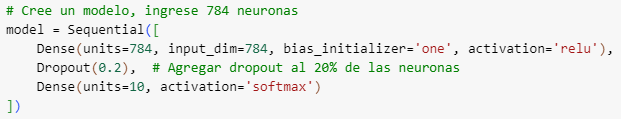 # Cree un modelo, ingrese 784 neuronas
model = Sequential([
    Dense(units=784, input_dim=784, bias_initializer='one', activation='relu'),
    Dropout(0.2),  # Agregar dropout al 20% de las neuronas
    Dense(units=10, activation='softmax')
])